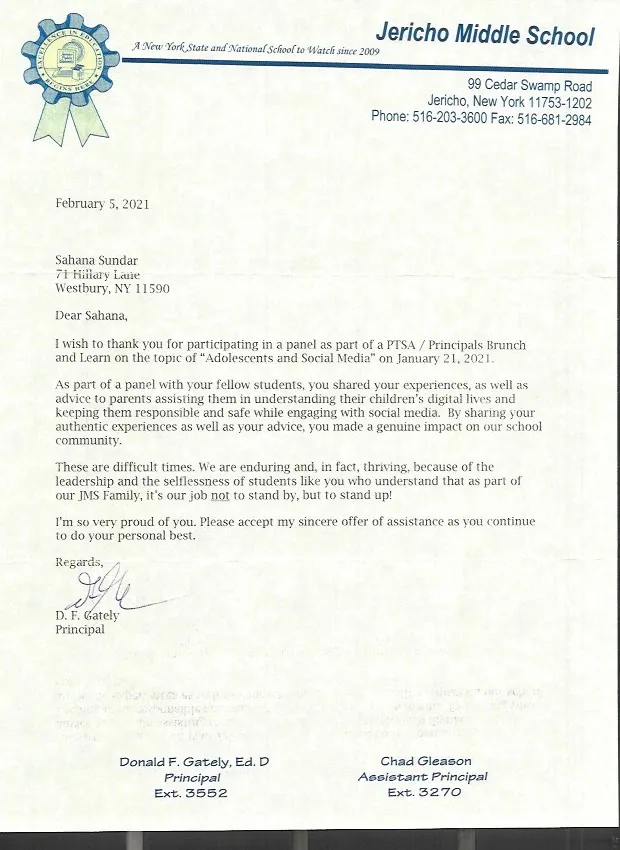 EXCELLENCE IN EDUCATION
BEGINS HERE
A New York State and National School to Watch since 2009
Jericho Middle School
99 Cedar Swamp Road
Jericho, New York 11753-1202
Phone: 516-203-3600 Fax: 516-681-2984
February 5, 2021
Sahana Sundar
71 Hillary Lane
Westbury, NY 11590
Dear Sahana,
I wish to thank you for participating in a panel as part of a PTSA / Principals Brunch
and Learn on the topic of “Adolescents and Social Media” on January 21, 2021.
As part of a panel with your fellow students, you shared your experiences, as well as
advice to parents assisting them in understanding their children’s digital lives and
keeping them responsible and safe while engaging with social media.  By sharing your
authentic experiences as well as your advice, you made a genuine impact on our school
community.
These are difficult times. We are enduring and, in fact, thriving, because of the
leadership and the selflessness of students like you who understand that as part of
our JMS Family, it’s our job not to stand by, but to stand up!
I’m so very proud of you. Please accept my sincere offer of assistance as you continue
to do your personal best.
Regards,
D. F. Gately
Principal
Donald F. Gately, Ed. D
Principal
Ext. 3552
Chad Gleason
Assistant Principal
Ext. 3270